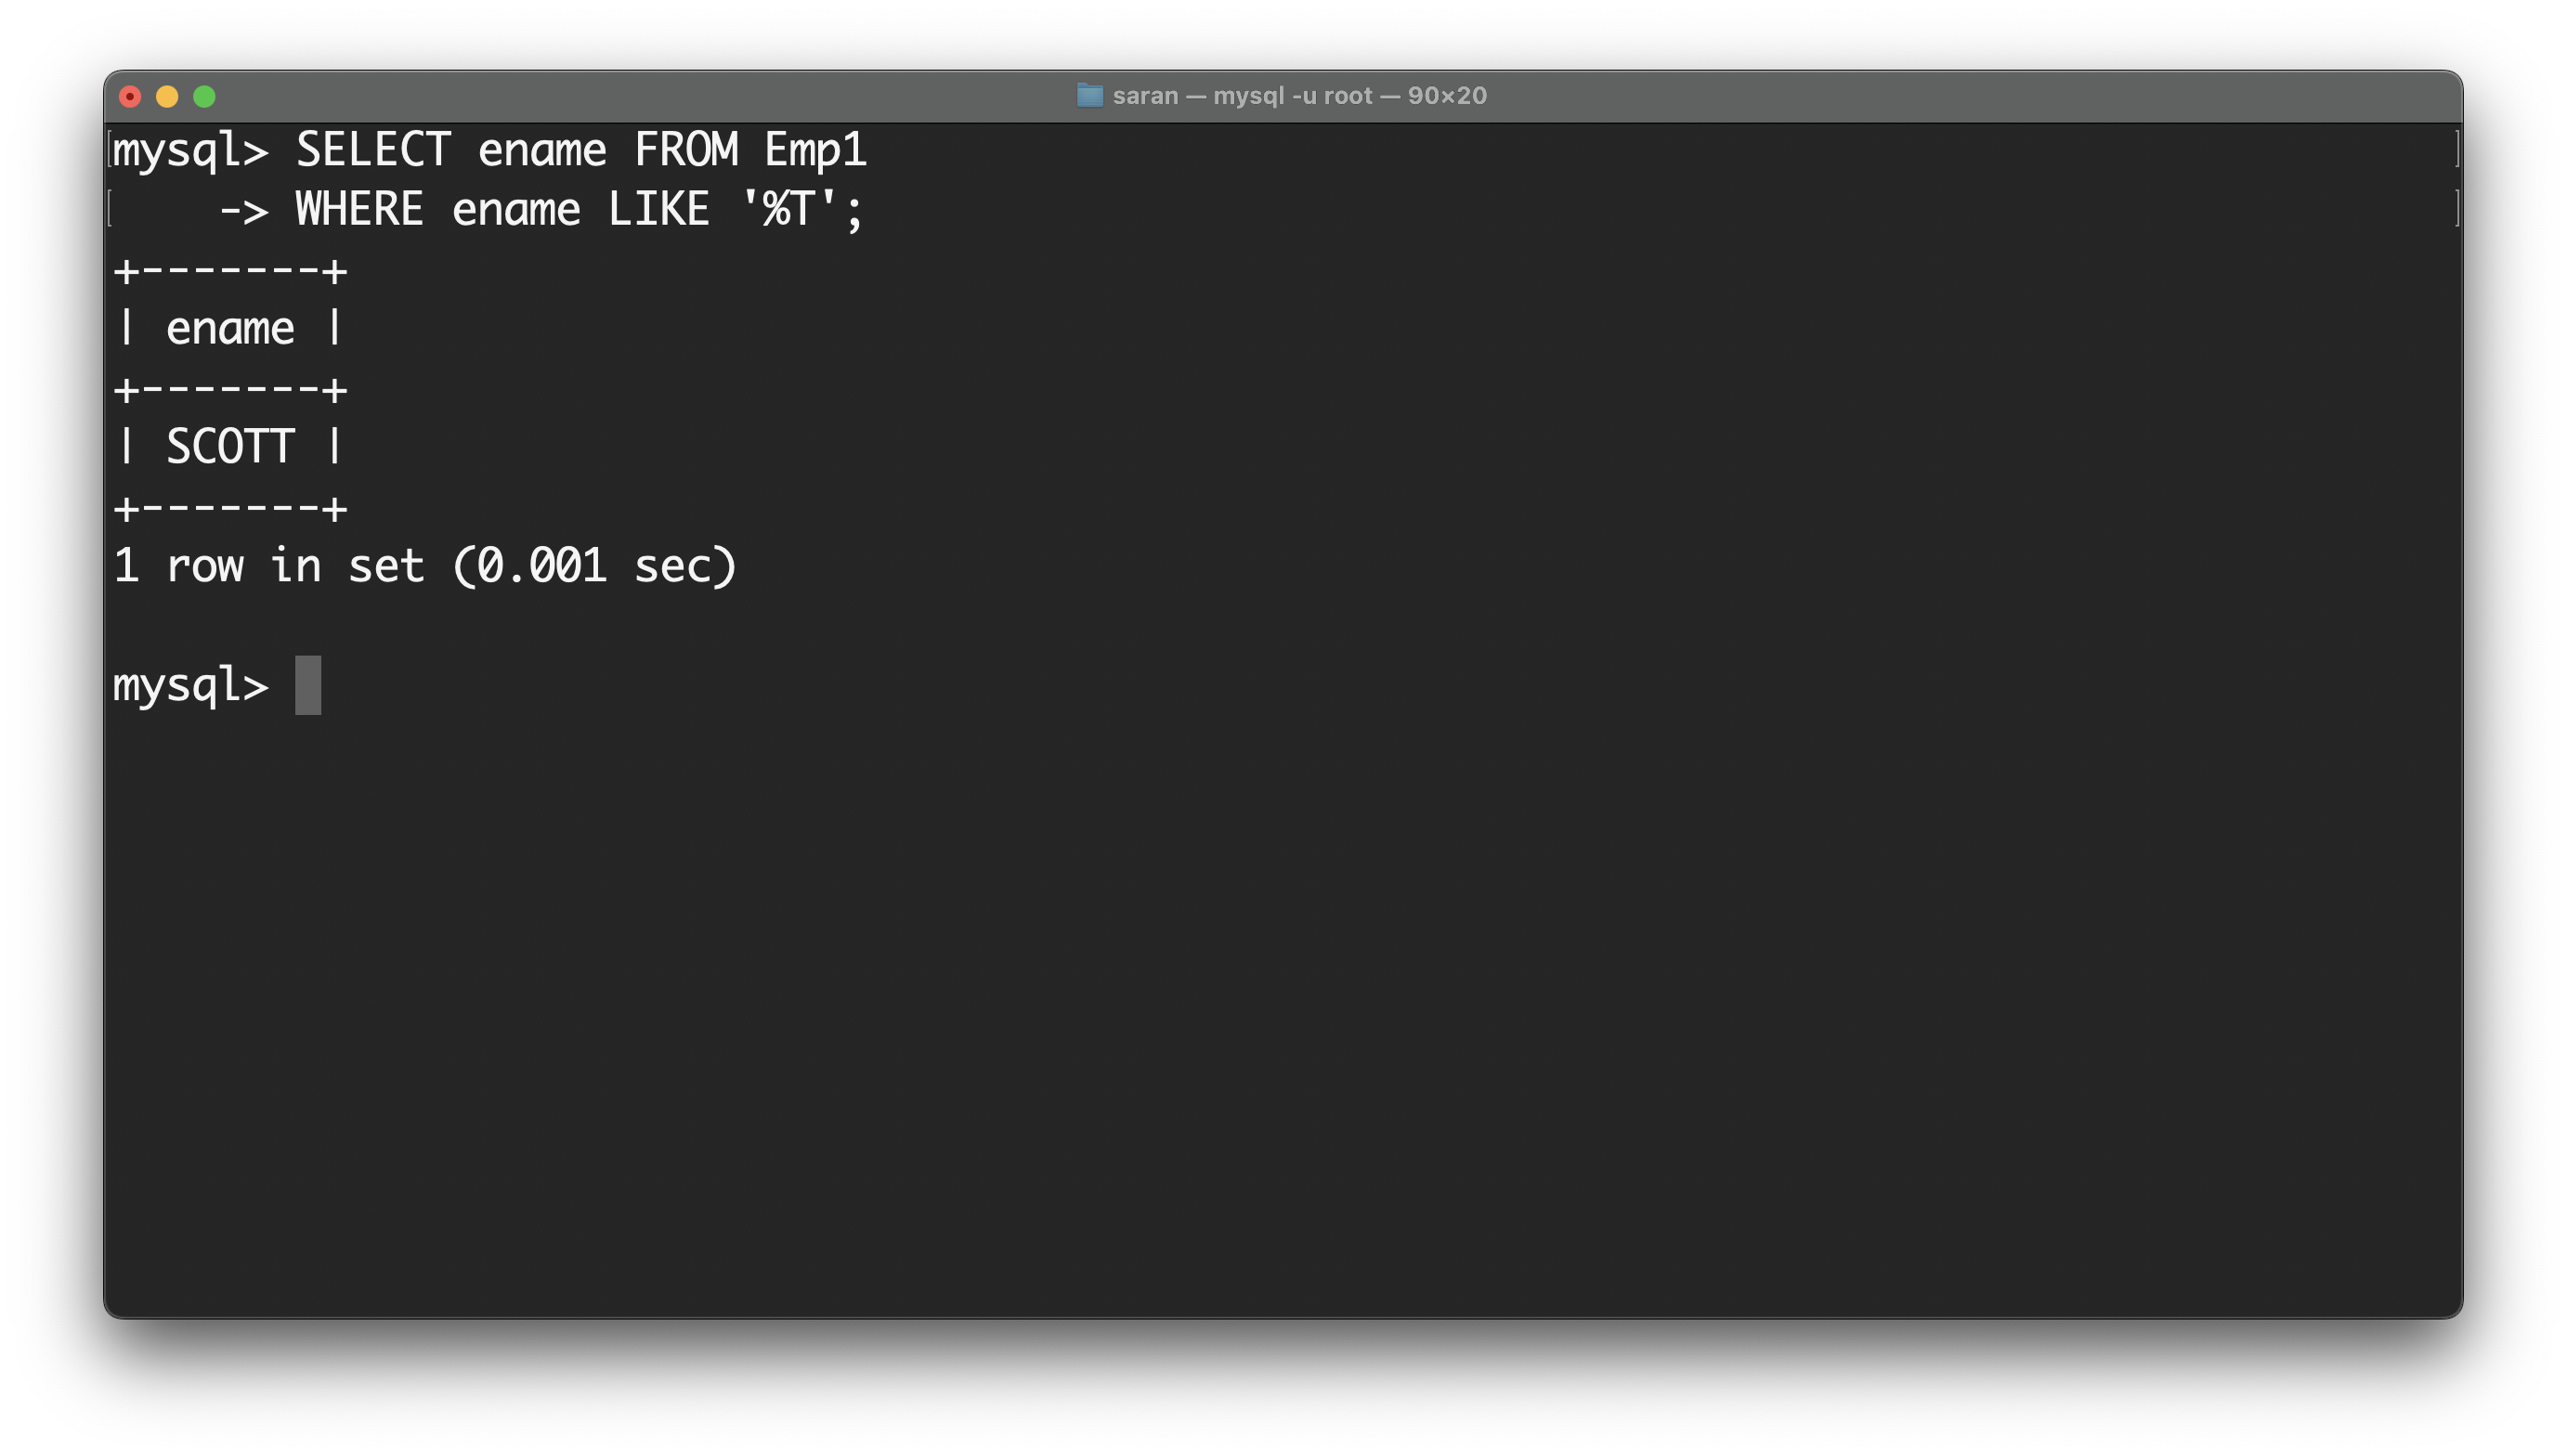 saran — mysql -u root — 90×20
mysql> SELECT ename FROM Emp1
    -> WHERE ename LIKE '%T';
+-------+
| ename |
+-------+
| SCOTT |
+-------+
1 row in set (0.001 sec)
mysql>